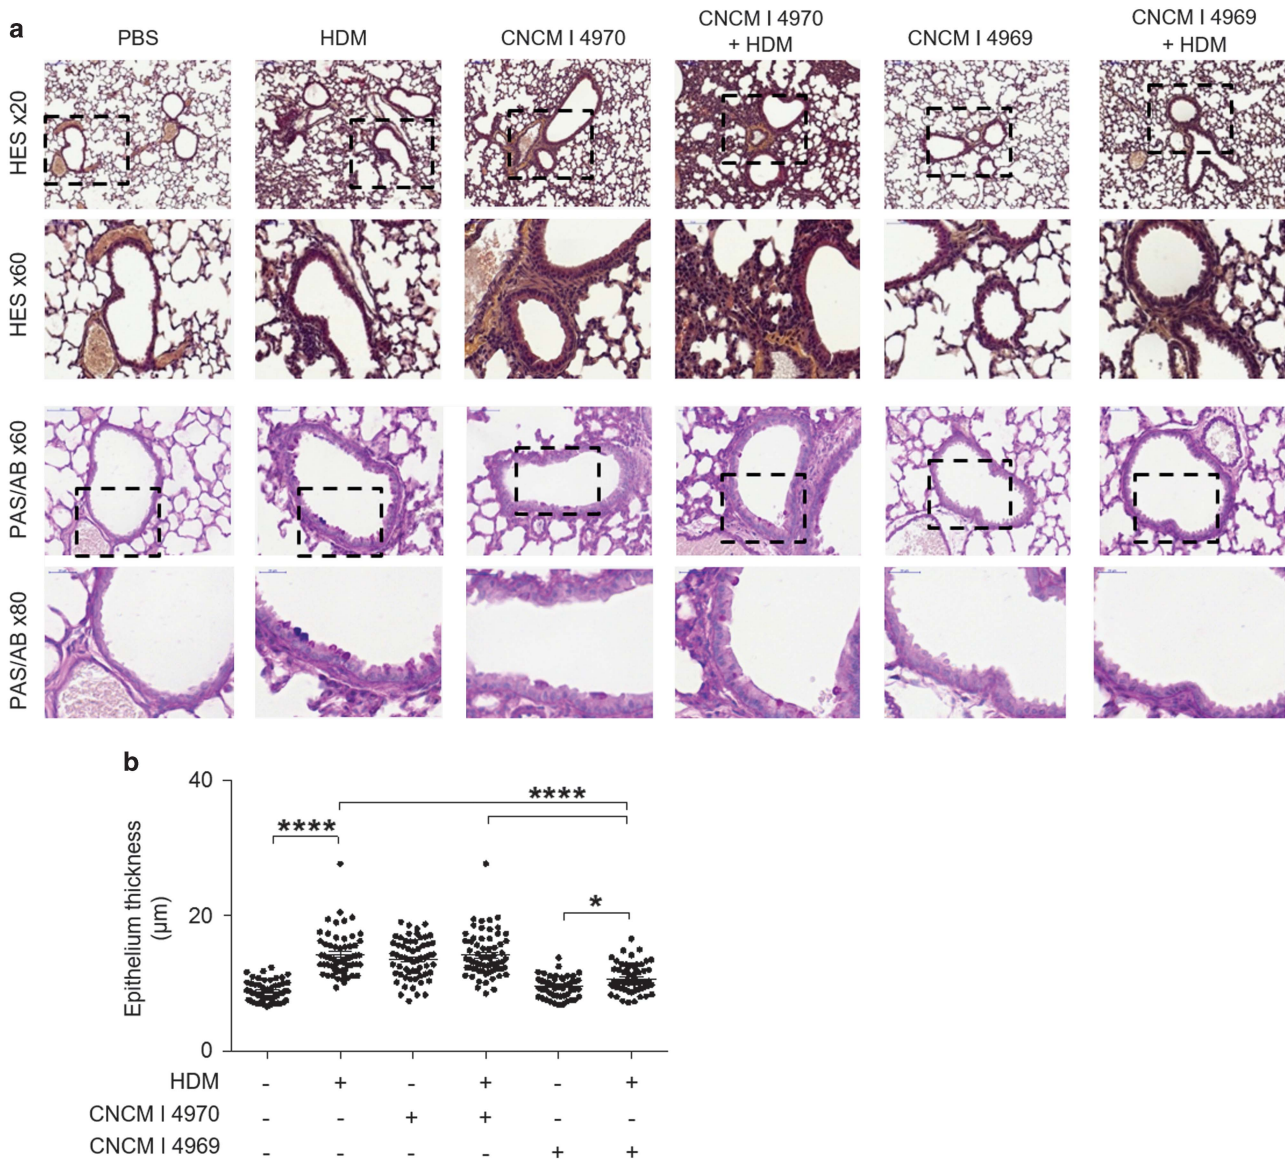 a
PBS
HDM
CNCM I 4970
CNCM I 4970
+ HDM
CNCM I 4969
CNCM I 4969
+ HDM
HES x20
HES x60
PAS/AB x60
PAS/AB x80
b
Epithelium thickness
(µm)
40
20
0
****
****
*
HDM - + - + - +
CNCM I 4970 - - + + - -
CNCM I 4969 - - - - + +